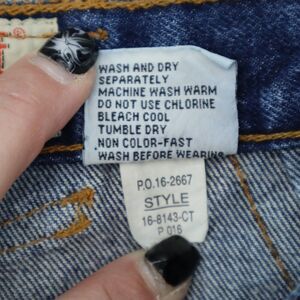 WASH AND DRY
SEPARATELY
MACHINE WASH WARM
DO NOT USE CHLORINE
BLEACH COOL
TUMBLE DRY
NON COLOR-FAST
WASH BEFORE WEARING
P.O.16-2667
STYLE
16-8143-CT
P 016